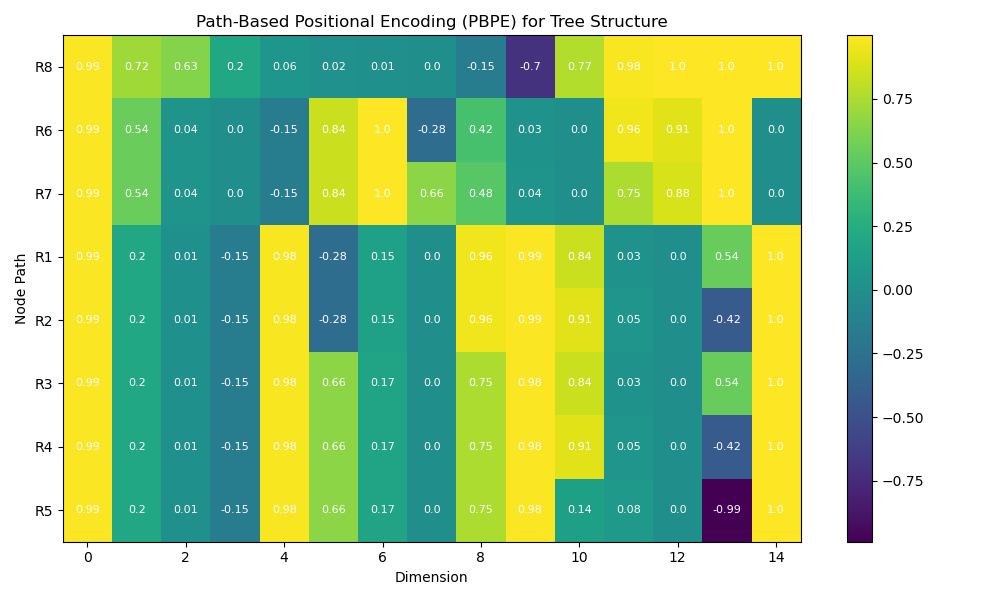 Path-Based Positional Encoding (PBPE) for Tree Structure
Node Path
R8 0.99 0.72 0.63 0.2 0.06 0.02 0.01 0.0 -0.15 -0.7 0.77 0.98 1.0 1.0 1.0
R6 0.99 0.54 0.04 0.0 -0.15 0.84 1.0 -0.28 0.42 0.03 0.0 0.96 0.91 1.0 0.0
R7 0.99 0.54 0.04 0.0 -0.15 0.84 1.0 0.66 0.48 0.04 0.0 0.75 0.88 1.0 0.0
R1 0.99 0.2 0.01 -0.15 0.98 -0.28 0.15 0.0 0.96 0.99 0.84 0.03 0.0 0.54 1.0
R2 0.99 0.2 0.01 -0.15 0.98 -0.28 0.15 0.0 0.96 0.99 0.91 0.05 0.0 -0.42 1.0
R3 0.99 0.2 0.01 -0.15 0.98 0.66 0.17 0.0 0.75 0.98 0.84 0.03 0.0 0.54 1.0
R4 0.99 0.2 0.01 -0.15 0.98 0.66 0.17 0.0 0.75 0.98 0.91 0.05 0.0 -0.42 1.0
R5 0.99 0.2 0.01 -0.15 0.98 0.66 0.17 0.0 0.75 0.98 0.14 0.08 0.0 -0.99 1.0
0 2 4 6 8 10 12 14
Dimension
0.75
0.50
0.25
0.00
−0.25
−0.50
−0.75